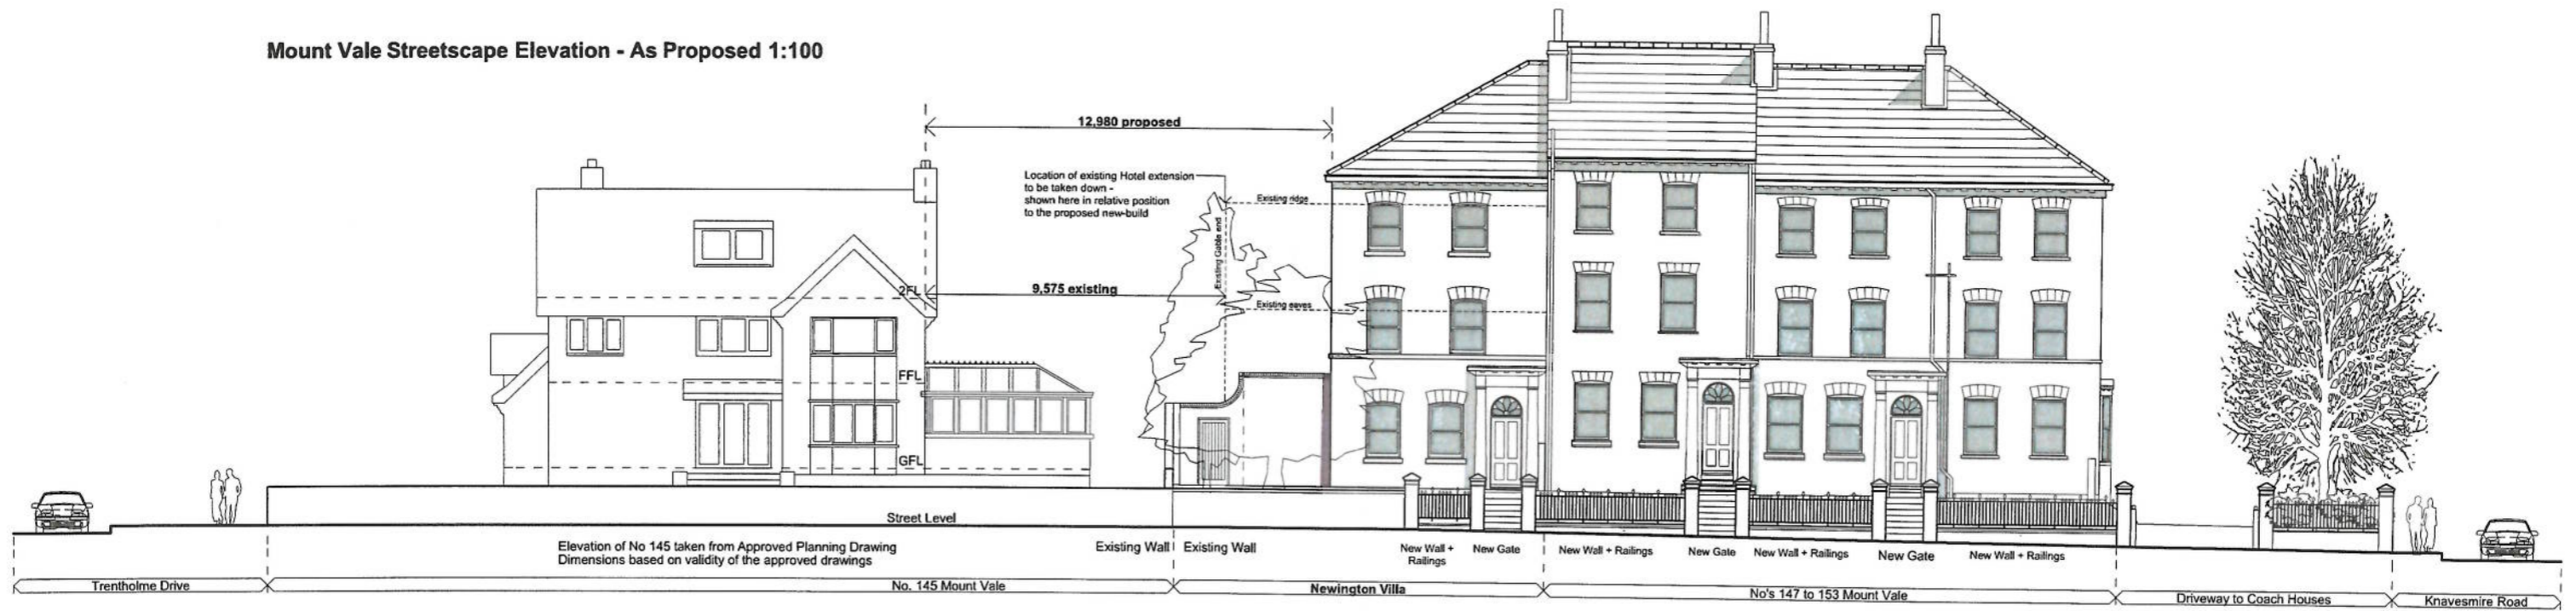 Mount Vale Streetscape Elevation - As Proposed 1:100
12,980 proposed
Location of existing Hotel extension
to be taken down -
shown here in relative position
to the proposed new-build
Existing ridge
Existing Gable end
2FL
9,575 existing
Existing eaves
FFL
GFL
Street Level
Elevation of No 145 taken from Approved Planning Drawing
Dimensions based on validity of the approved drawings
Existing Wall
Existing Wall
New Wall +
Railings
New Gate
New Wall + Railings
New Gate
New Wall + Railings
New Gate
New Wall + Railings
Trentholme Drive
No. 145 Mount Vale
Newington Villa
No's 147 to 153 Mount Vale
Driveway to Coach Houses
Knavesmire Road